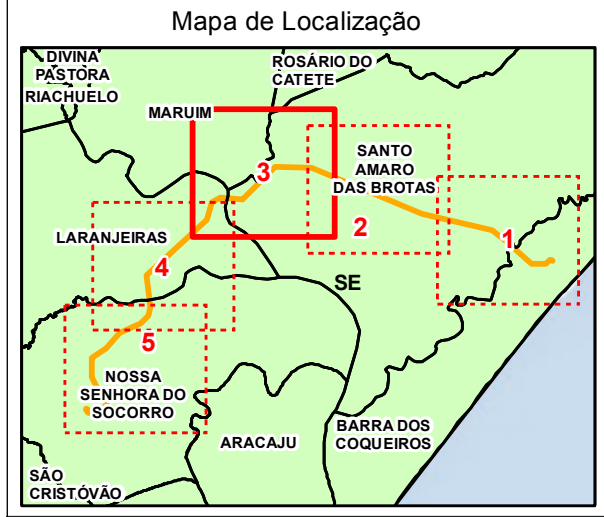 Mapa de Localização
DIVINA
PASTORA
RIACHUELO
ROSÁRIO DO
CATETE
MARUIM
SANTO
AMARO
DAS BROTAS
3
2
1
LARANJEIRAS
4
SE
5
NOSSA
SENHORA DO
SOCORRO
ARACAJU
BARRA DOS
COQUEIROS
SÃO
CRISTÓVÃO